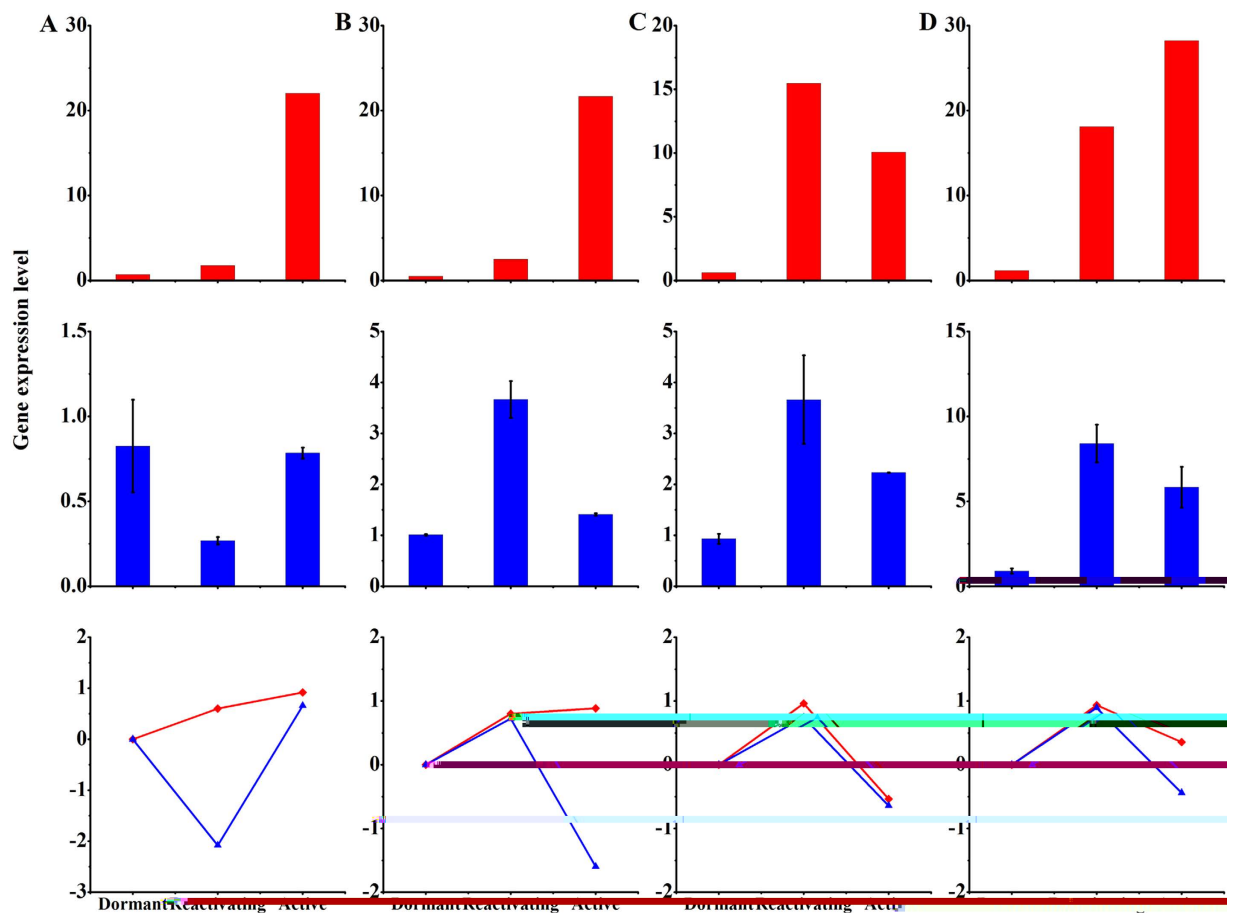 A B C D
30 30 20 30
20 20 15 20
10 10 10 10
5
0 0 0 0
Gene expression level
1.5 5 5 15
4 4
1.0 3 3 10
0.5 2 2 5
1 1
0.0 0 0 0
2 2 2 2
1 1 1 1
0 0 0 0
-1 -1 -1 -1
-2
-3 -2 -2 -2
Dormant Reactivating Active Dormant Reactivating Active Dormant Reactivating